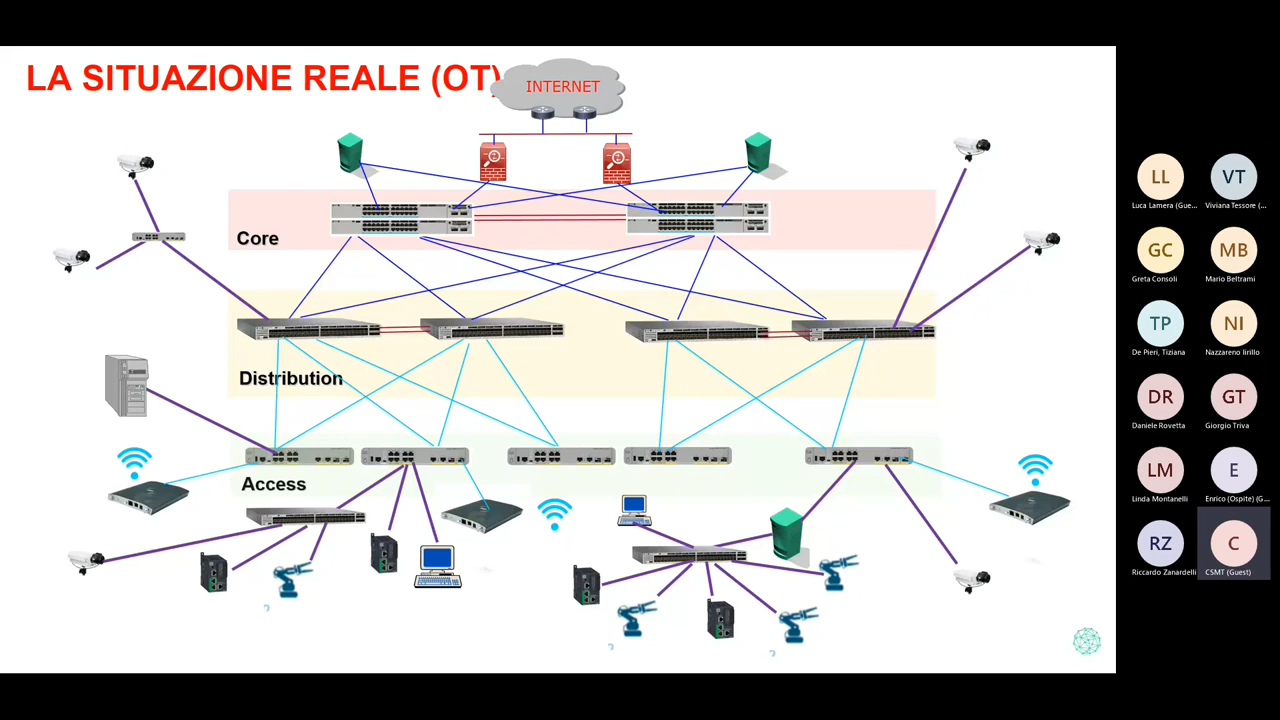 LA SITUAZIONE REALE (OT)
INTERNET
Core
Distribution
Access
LL
VT
Luca Lamera (Gue...
Viviana Tessore (...
GC
MB
Greta Consoli
Mario Beltrami
TP
NI
De Pieri, Tiziana
Nazzareno Iirillo
DR
GT
Daniele Rovetta
Giorgio Triva
LM
E
Linda Montanelli
Enrico (Ospite) (G...
RZ
C
Riccardo Zanardelli
CSMT (Guest)